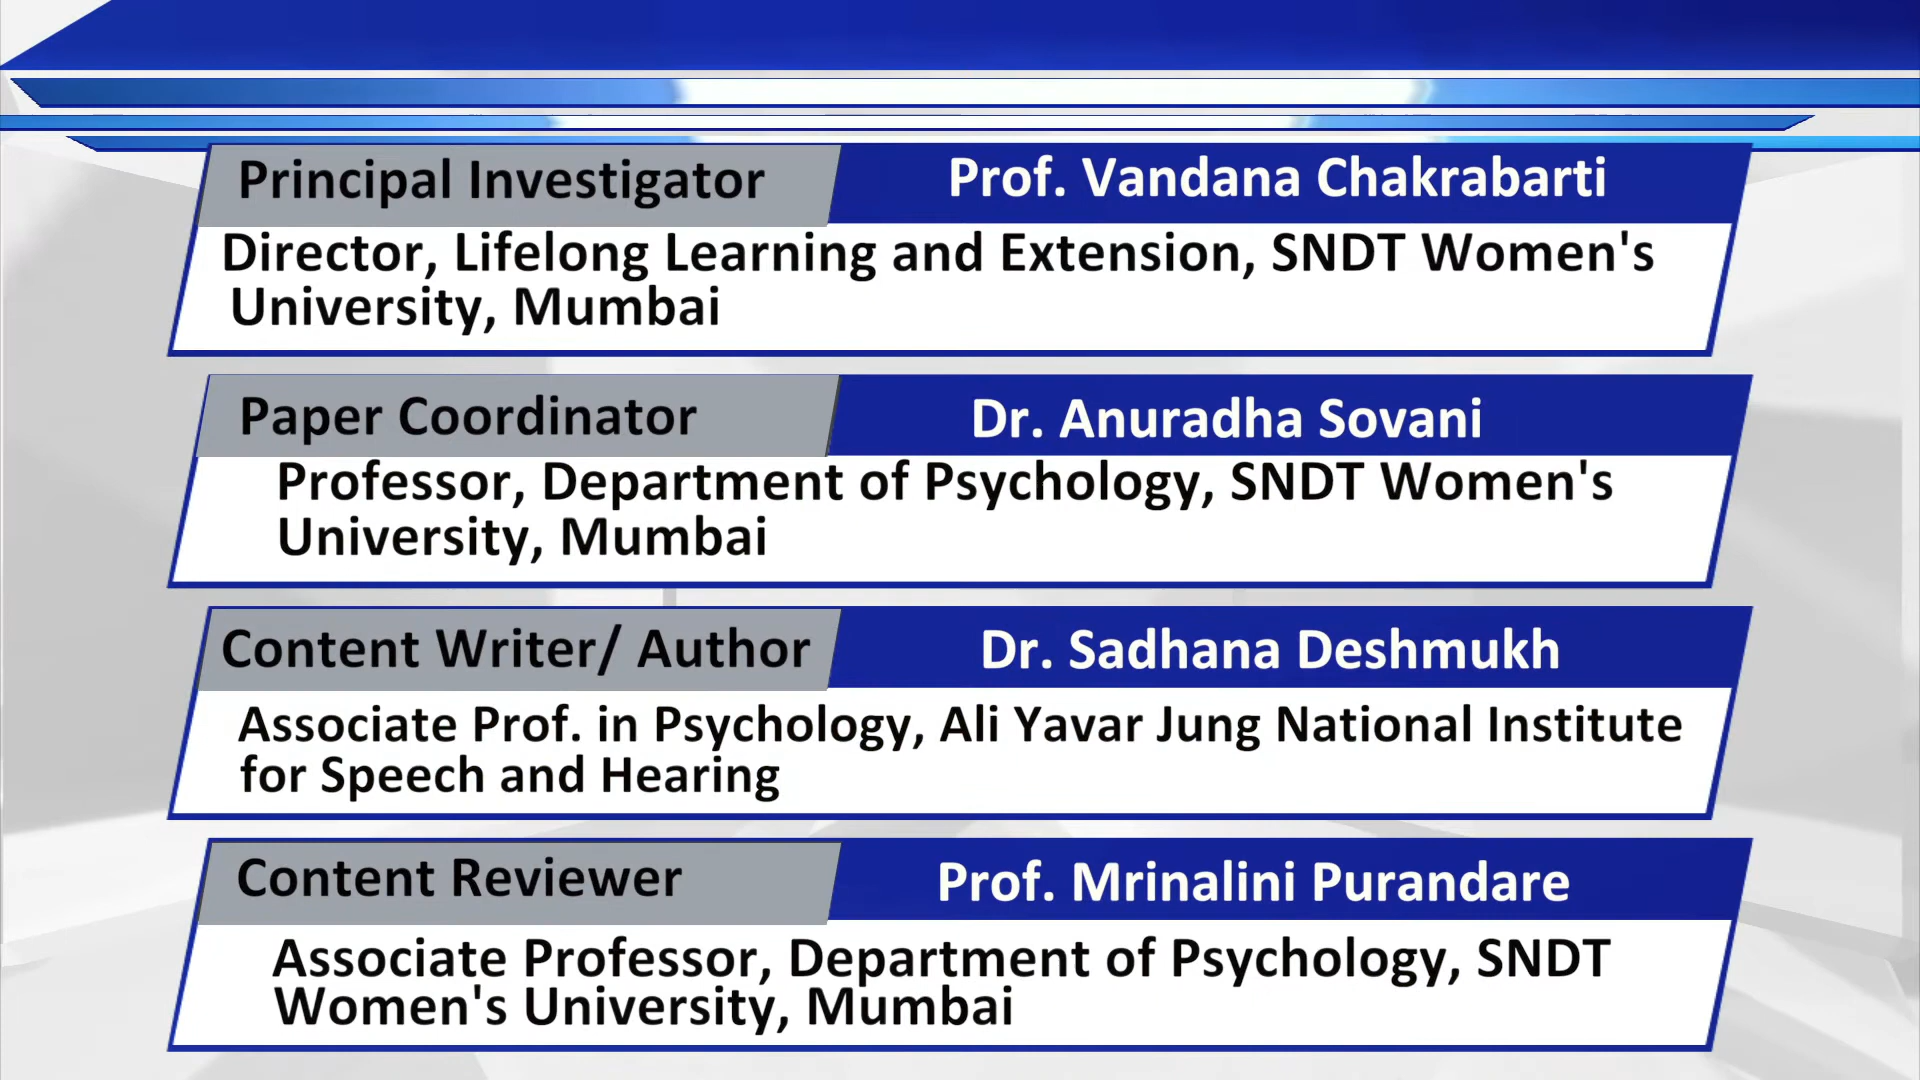 Principal Investigator Prof. Vandana Chakrabarti
Director, Lifelong Learning and Extension, SNDT Women's
University, Mumbai
Paper Coordinator Dr. Anuradha Sovani
Professor, Department of Psychology, SNDT Women's
University, Mumbai
Content Writer/ Author Dr. Sadhana Deshmukh
Associate Prof. in Psychology, Ali Yavar Jung National Institute
for Speech and Hearing
Content Reviewer Prof. Mrinalini Purandare
Associate Professor, Department of Psychology, SNDT
Women's University, Mumbai